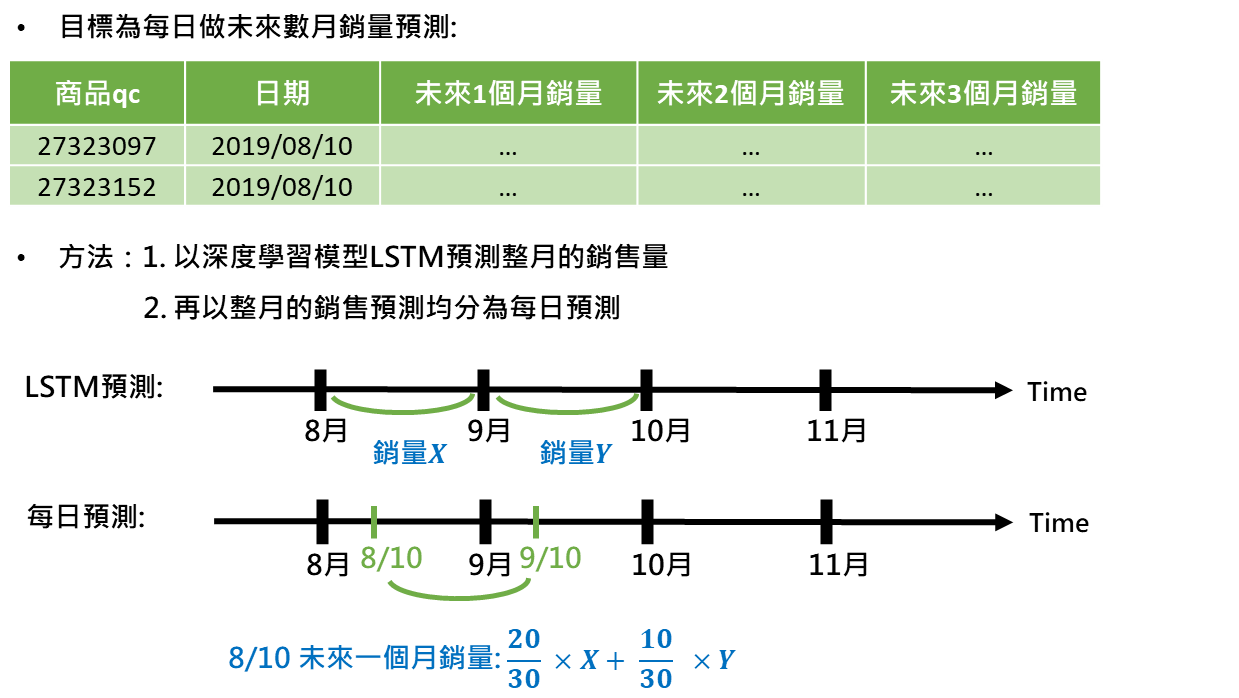 • 目標為每日做未來數月銷量預測:
商品qc 日期 未來1個月銷量 未來2個月銷量 未來3個月銷量
27323097 2019/08/10 ... ... ...
27323152 2019/08/10 ... ... ...
• 方法：1. 以深度學習模型LSTM預測整月的銷售量
2. 再以整月的銷售預測均分為每日預測
LSTM預測: Time
8月 9月 10月 11月
銷量X 銷量Y
每日預測: Time
8月 8/10 9月 9/10 10月 11月
8/10 未來一個月銷量: 20/30 × X + 10/30 × Y